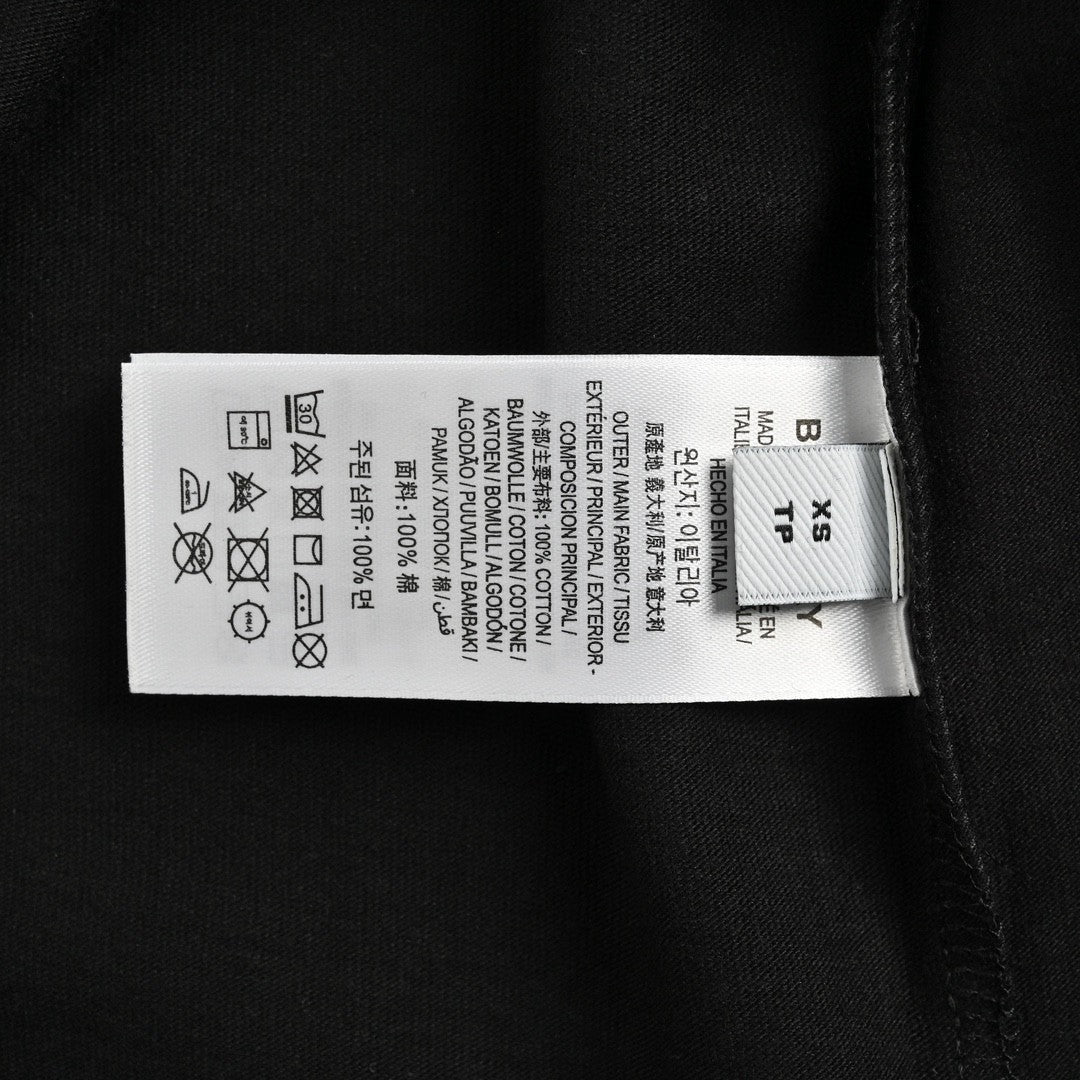 XS
TP
B
Y
MAD
E EN
ITALI
ALIA/
HECHO EN ITALIA
원산지: 이탈리아
原產地 義大利/原产地 意大利
OUTER / MAIN FABRIC / TISSU
EXTÉRIEUR / PRINCIPAL / EXTERIOR-
COMPOSICION PRINCIPAL /
外部/主要布料: 100% COTTON /
BAUMWOLLE / COTON / COTONE /
KATOEN / BOMULL / ALGODÓN /
ALGODÃO / PUUVILLA / BAMBAKI /
PAMUK / ХЛОПОК / 棉 / قطن
面料:100% 棉
주된 섬유:100% 면
30